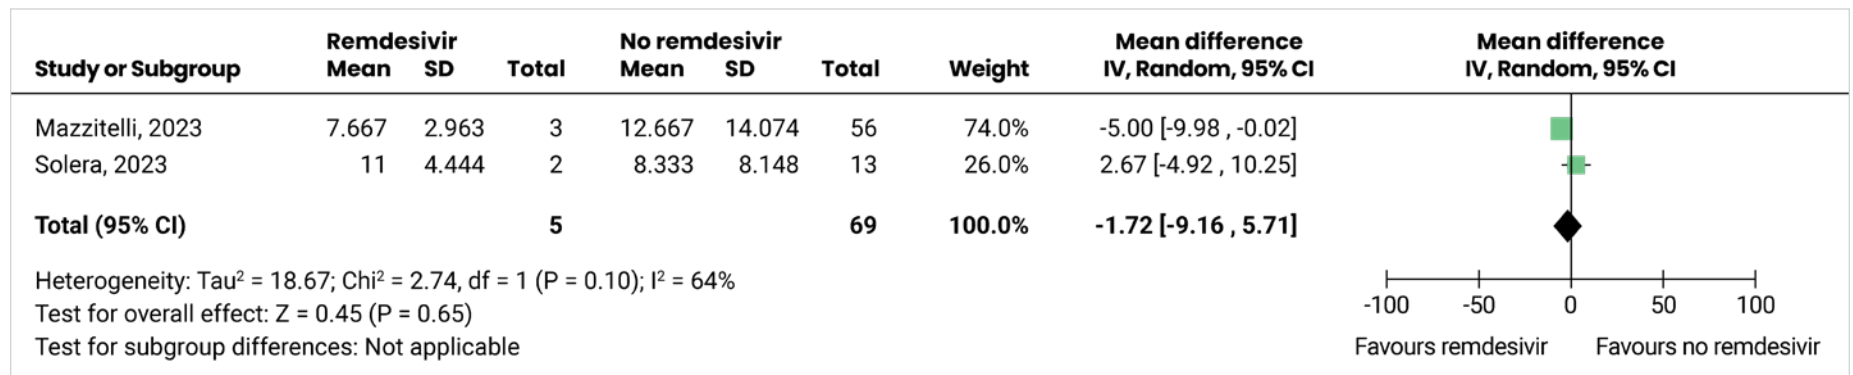 Remdesivir No remdesivir Mean difference Mean difference
Study or Subgroup Mean SD Total Mean SD Total Weight IV, Random, 95% CI IV, Random, 95% CI
Mazzitelli, 2023 7.667 2.963 3 12.667 14.074 56 74.0% -5.00 [-9.98 , -0.02]
Solera, 2023 11 4.444 2 8.333 8.148 13 26.0% 2.67 [-4.92 , 10.25]
Total (95% CI) 5 69 100.0% -1.72 [-9.16 , 5.71]
Heterogeneity: Tau² = 18.67; Chi² = 2.74, df = 1 (P = 0.10); I² = 64%
Test for overall effect: Z = 0.45 (P = 0.65)
Test for subgroup differences: Not applicable
-100 -50 0 50 100
Favours remdesivir Favours no remdesivir